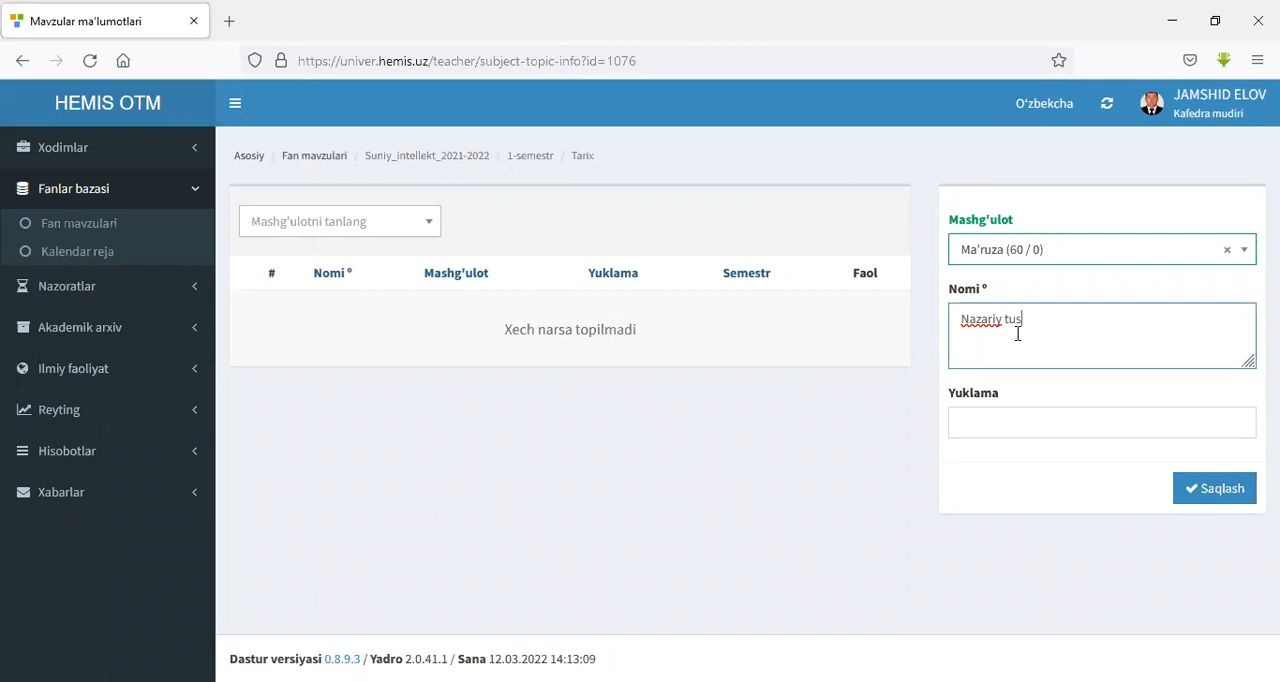 Mavzular ma'lumotlari
https://univer.hemis.uz/teacher/subject-topic-info?id=1076
HEMIS OTM
O'zbekcha
JAMSHID ELOV
Kafedra mudiri
Xodimlar
Fanlar bazasi
Fan mavzulari
Kalendar reja
Nazoratlar
Akademik arxiv
Ilmiy faoliyat
Reyting
Hisobotlar
Xabarlar
Asosiy / Fan mavzulari / Suniy_intellekt_2021-2022 / 1-semestr / Tarix
Mashg'ulotni tanlang
# Nomi º Mashg'ulot Yuklama Semestr Faol
Xech narsa topilmadi
Mashg'ulot
Ma'ruza (60 / 0)
Nomi º
Nazariy tus
Yuklama
Saqlash
Dastur versiyasi 0.8.9.3 / Yadro 2.0.41.1 / Sana 12.03.2022 14:13:09